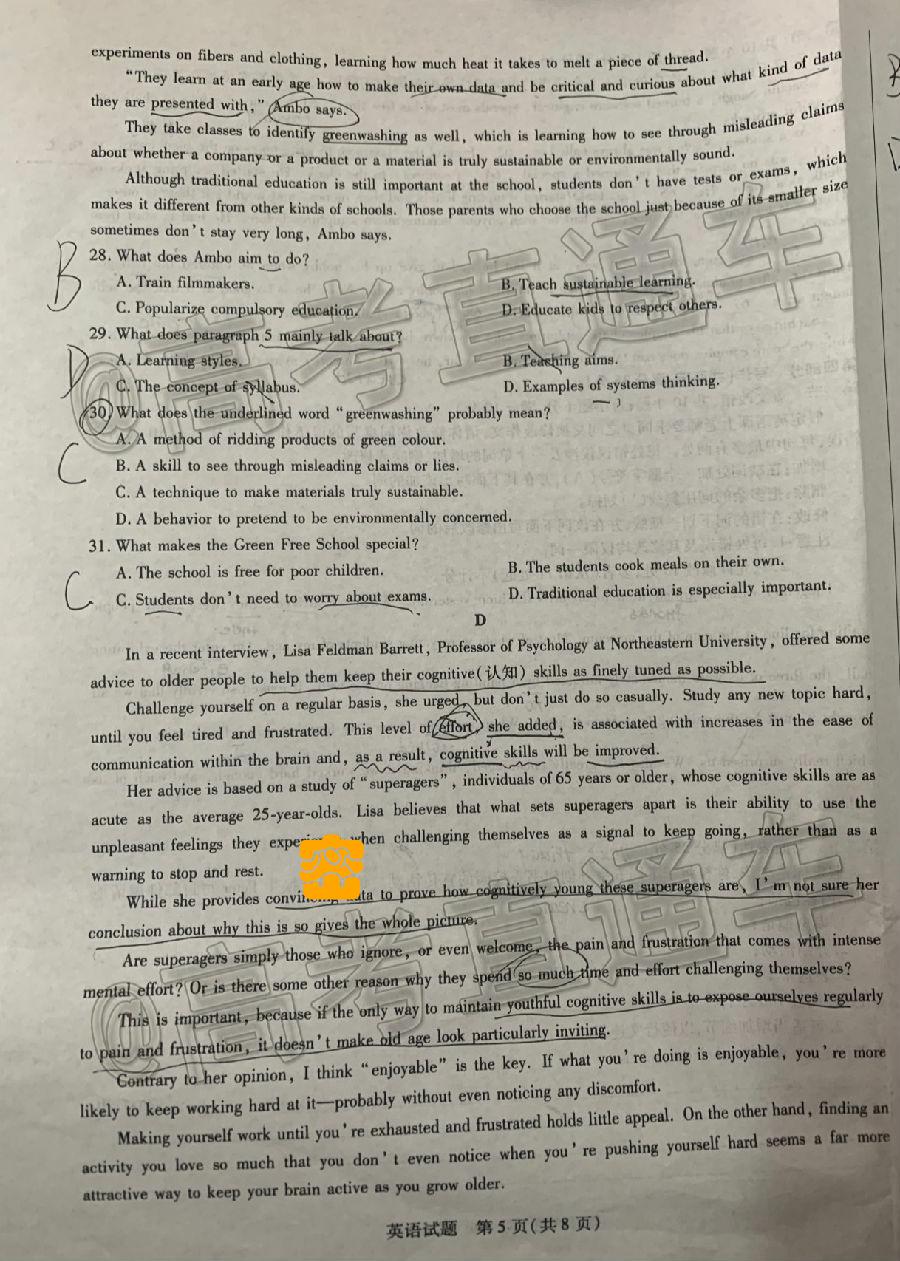 experiments on fibers and clothing, learning how much heat it takes to melt a piece of thread.
"They learn at an early age how to make their own data and be critical and curious about what kind of data
they are presented with," Ambo says.
They take classes to identify greenwashing as well, which is learning how to see through misleading claims
about whether a company or a product or a material is truly sustainable or environmentally sound.
Although traditional education is still important at the school, students don't have tests or exams, which
makes it different from other kinds of schools. Those parents who choose the school just because of its smaller size
sometimes don't stay very long, Ambo says.
B
28. What does Ambo aim to do?
A. Train filmmakers. B. Teach sustainable learning.
C. Popularize compulsory education. D. Educate kids to respect others.
D
29. What does paragraph 5 mainly talk about?
A. Learning styles. B. Teaching aims.
C. The concept of syllabus. D. Examples of systems thinking.
30. What does the underlined word "greenwashing" probably mean?
A. A method of ridding products of green colour.
C
B. A skill to see through misleading claims or lies.
C. A technique to make materials truly sustainable.
D. A behavior to pretend to be environmentally concerned.
31. What makes the Green Free School special?
A. The school is free for poor children. B. The students cook meals on their own.
C
C. Students don't need to worry about exams. D. Traditional education is especially important.
D
In a recent interview, Lisa Feldman Barrett, Professor of Psychology at Northeastern University, offered some
advice to older people to help them keep their cognitive(认知) skills as finely tuned as possible.
Challenge yourself on a regular basis, she urged, but don't just do so casually. Study any new topic hard,
until you feel tired and frustrated. This level of effort, she added, is associated with increases in the ease of
communication within the brain and, as a result, cognitive skills will be improved.
Her advice is based on a study of "superagers", individuals of 65 years or older, whose cognitive skills are as
acute as the average 25-year-olds. Lisa believes that what sets superagers apart is their ability to use the
unpleasant feelings they when challenging themselves as a signal to keep going, rather than as a
warning to stop and rest.
While she provides data to prove how cognitively young these superagers are, I'm not sure her
conclusion about why this is so gives the whole picture.
Are superagers simply those who ignore, or even welcome, the pain and frustration that comes with intense
mental effort? Or is there some other reason why they spend so much time and effort challenging themselves?
This is important, because if the only way to maintain youthful cognitive skills is to expose ourselves regularly
to pain and frustration, it doesn't make old age look particularly inviting.
Contrary to her opinion, I think "enjoyable" is the key. If what you're doing is enjoyable, you're more
likely to keep working hard at it—probably without even noticing any discomfort.
Making yourself work until you're exhausted and frustrated holds little appeal. On the other hand, finding an
activity you love so much that you don't even notice when you're pushing yourself hard seems a far more
attractive way to keep your brain active as you grow older.
英语试题 第5页(共8页)
@高考直通车
@高考直通车